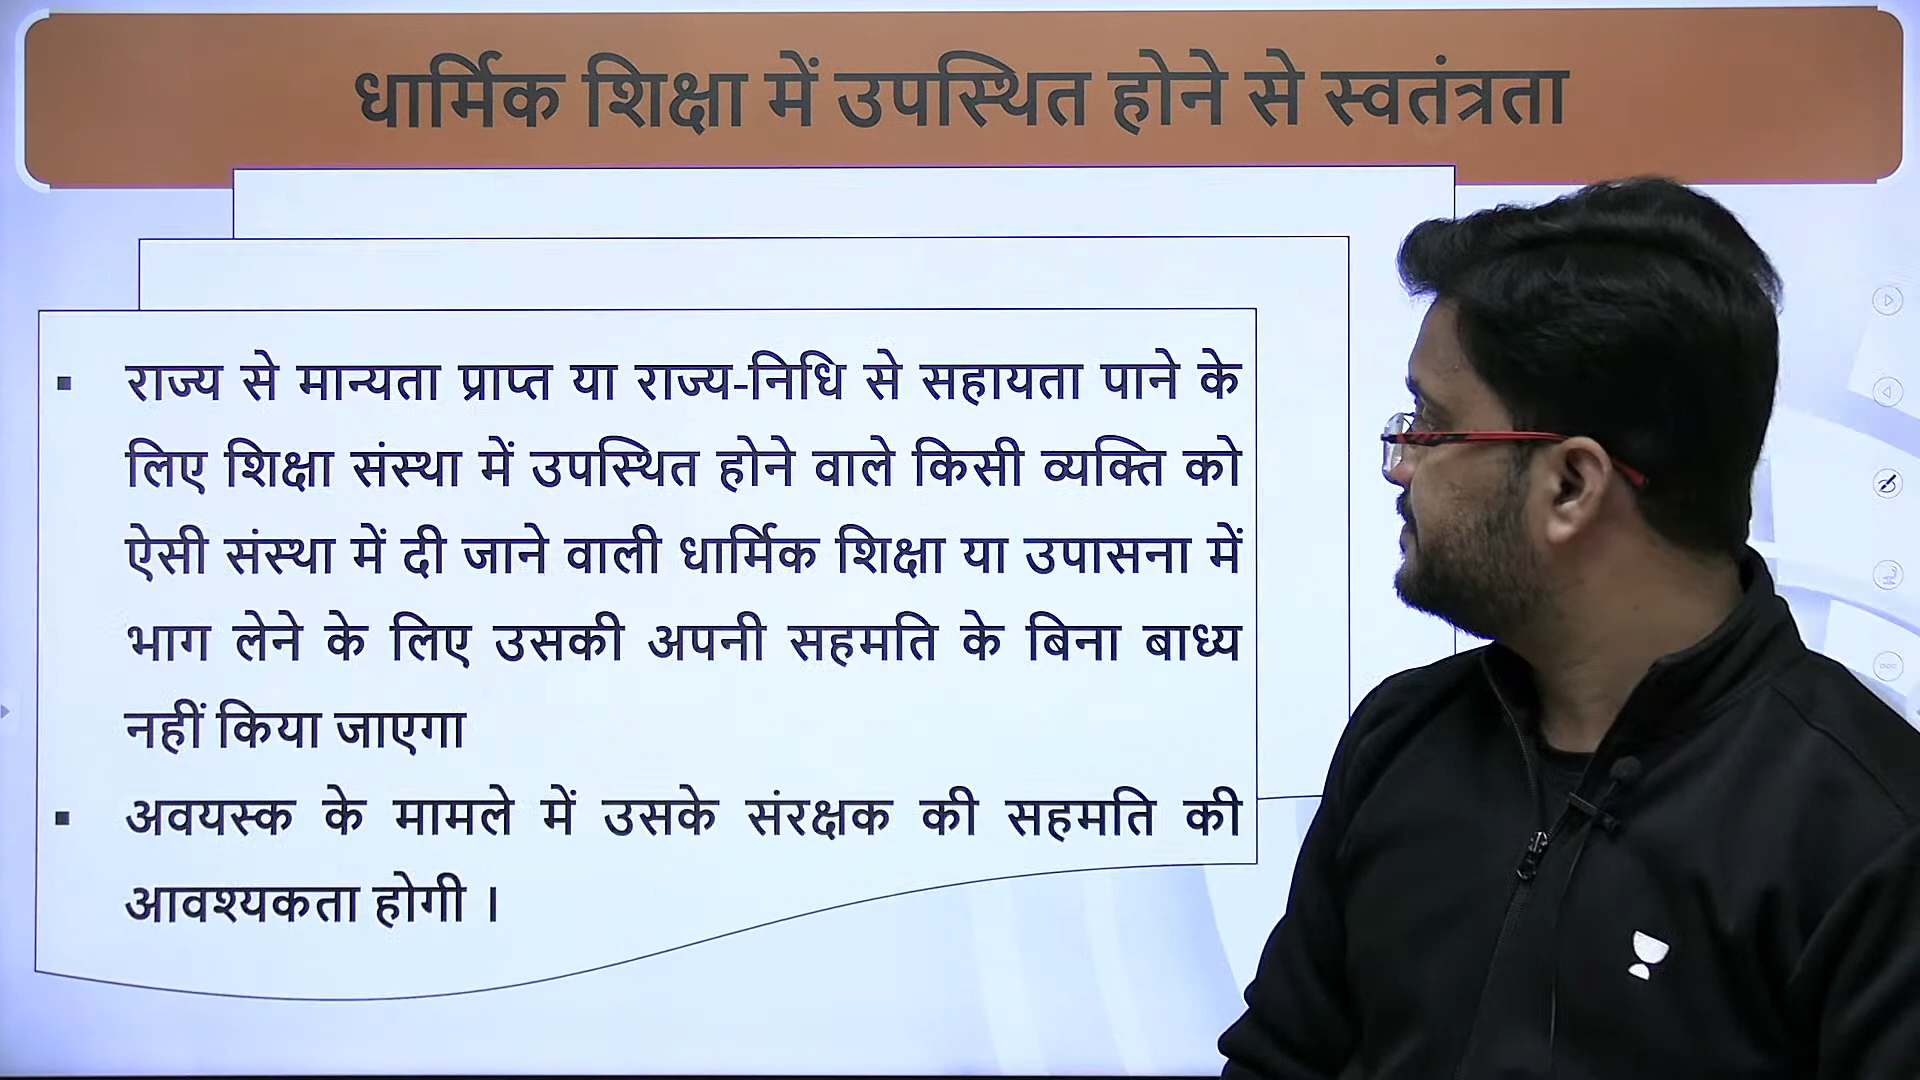 धार्मिक शिक्षा में उपस्थित होने से स्वतंत्रता
▪ राज्य से मान्यता प्राप्त या राज्य-निधि से सहायता पाने के
लिए शिक्षा संस्था में उपस्थित होने वाले किसी व्यक्ति को
ऐसी संस्था में दी जाने वाली धार्मिक शिक्षा या उपासना में
भाग लेने के लिए उसकी अपनी सहमति के बिना बाध्य
नहीं किया जाएगा
▪ अवयस्क के मामले में उसके संरक्षक की सहमति की
आवश्यकता होगी ।